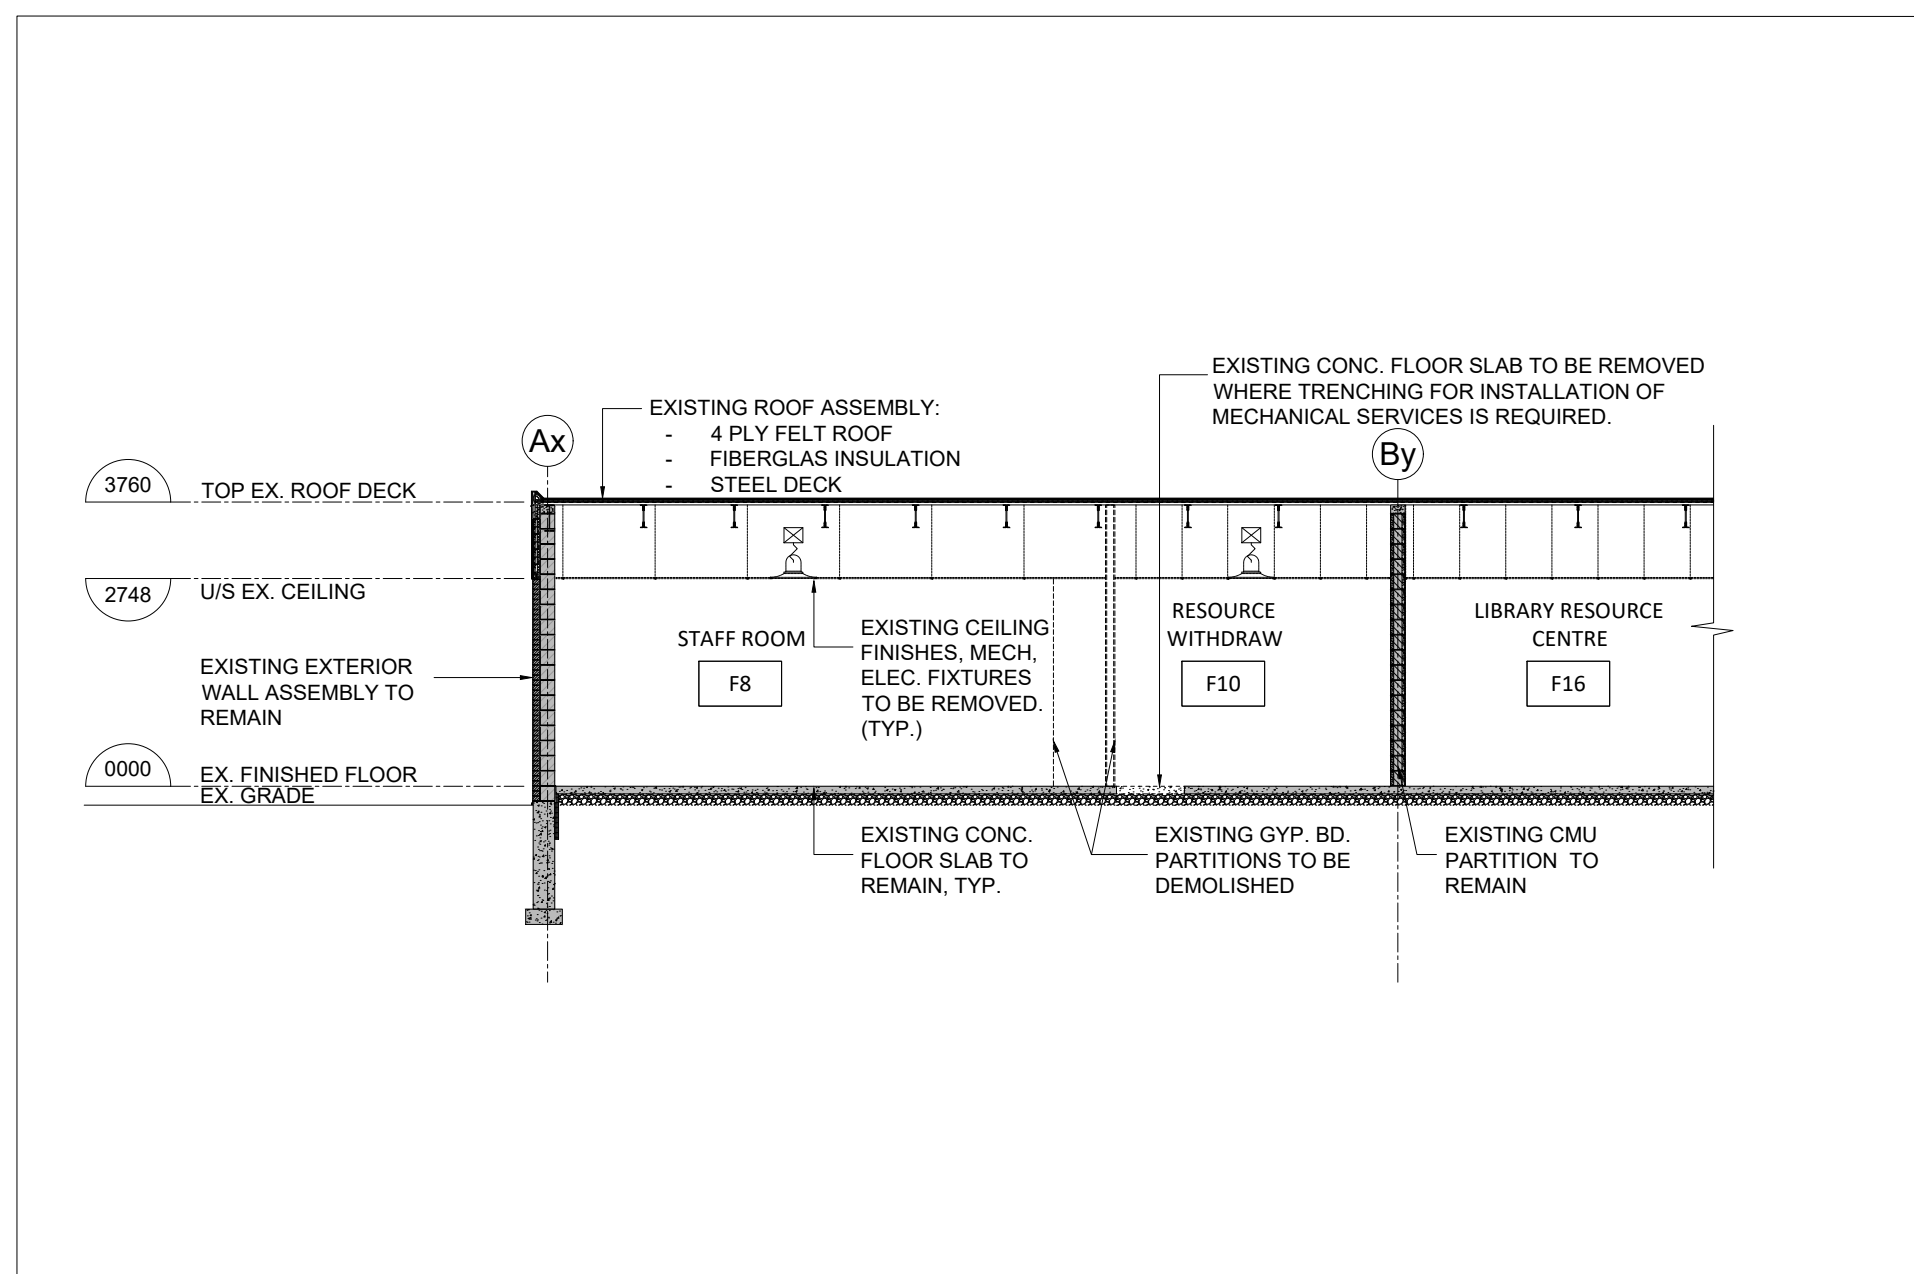 EXISTING CONC. FLOOR SLAB TO BE REMOVED
WHERE TRENCHING FOR INSTALLATION OF
MECHANICAL SERVICES IS REQUIRED.
EXISTING ROOF ASSEMBLY:
- 4 PLY FELT ROOF
- FIBERGLAS INSULATION
- STEEL DECK
Ax
By
3760
TOP EX. ROOF DECK
2748
U/S EX. CEILING
EXISTING EXTERIOR
WALL ASSEMBLY TO
REMAIN
0000
EX. FINISHED FLOOR
EX. GRADE
STAFF ROOM
F8
EXISTING CEILING
FINISHES, MECH,
ELEC. FIXTURES
TO BE REMOVED.
(TYP.)
RESOURCE
WITHDRAW
F10
LIBRARY RESOURCE
CENTRE
F16
EXISTING CONC.
FLOOR SLAB TO
REMAIN, TYP.
EXISTING GYP. BD.
PARTITIONS TO BE
DEMOLISHED
EXISTING CMU
PARTITION TO
REMAIN